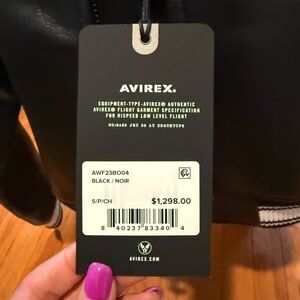 AVIREX®
EQUIPMENT-TYPE-AVIREX® AUTHENTIC
AVIREX® FLIGHT GARMENT SPECIFICATION
FOR HISPEED LOW LEVEL FLIGHT
AWF23BO04
BLACK / NOIR
S/P/CH
$1,298.00
8 40237 83340 4
AVIREX.COM